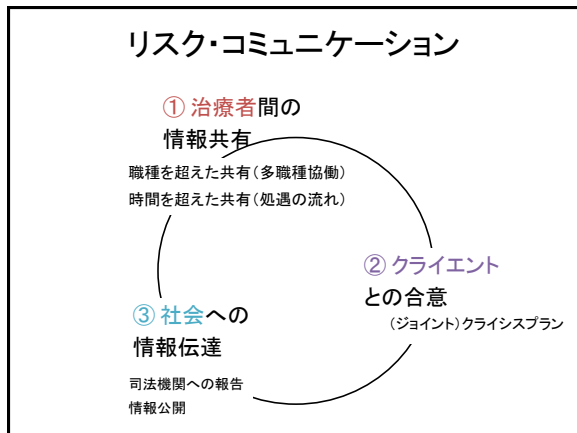 リスク・コミュニケーション
① 治療者間の
情報共有
職種を超えた共有(多職種協働)
時間を超えた共有(処遇の流れ)
② クライエント
との合意
(ジョイント)クライシスプラン
③ 社会への
情報伝達
司法機関への報告
情報公開